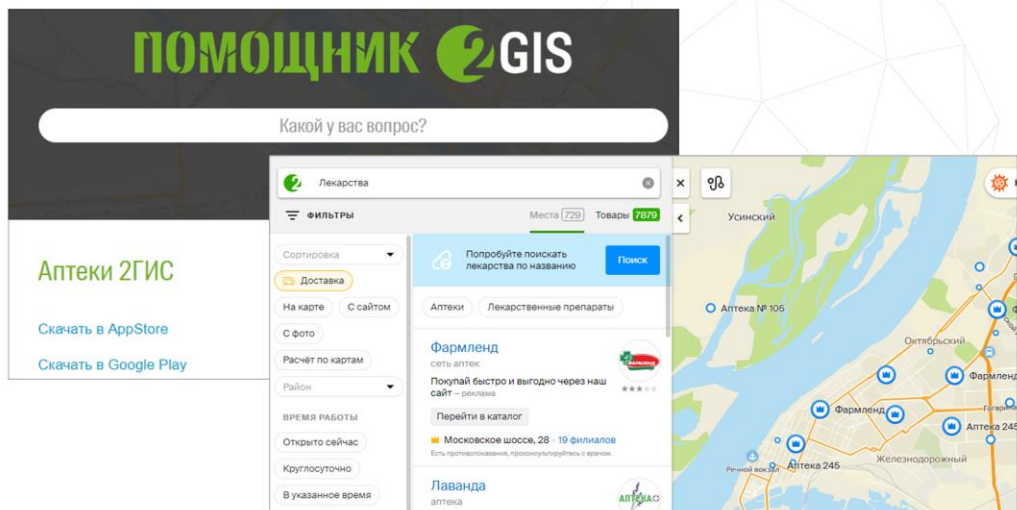 ПОМОЩНИК 2GIS
Какой у вас вопрос?
Аптеки 2ГИС
Скачать в AppStore
Скачать в Google Play
2 Лекарства
ФИЛЬТРЫ
Места 729 Товары 7879
Сортировка
Доставка
На карте С сайтом
С фото
Расчёт по картам
Район
ВРЕМЯ РАБОТЫ
Открыто сейчас
Круглосуточно
В указанное время
Попробуйте поискать
лекарства по названию
Поиск
Аптеки Лекарственные препараты
Фармленд
сеть аптек
ФАРМЛЕНД
Покупай быстро и выгодно через наш
сайт – реклама
Перейти в каталог
Московское шоссе, 28 · 19 филиалов
Есть противопоказания, проконсультируйтесь с врачом.
Лаванда
аптека
АПТЕКА
Усинский
Аптека № 105
Октябрьский
Фармленд
Фармленд
Гагарина
Аптека 245
Железнодорожный
Речной вокзал
Аптека 245